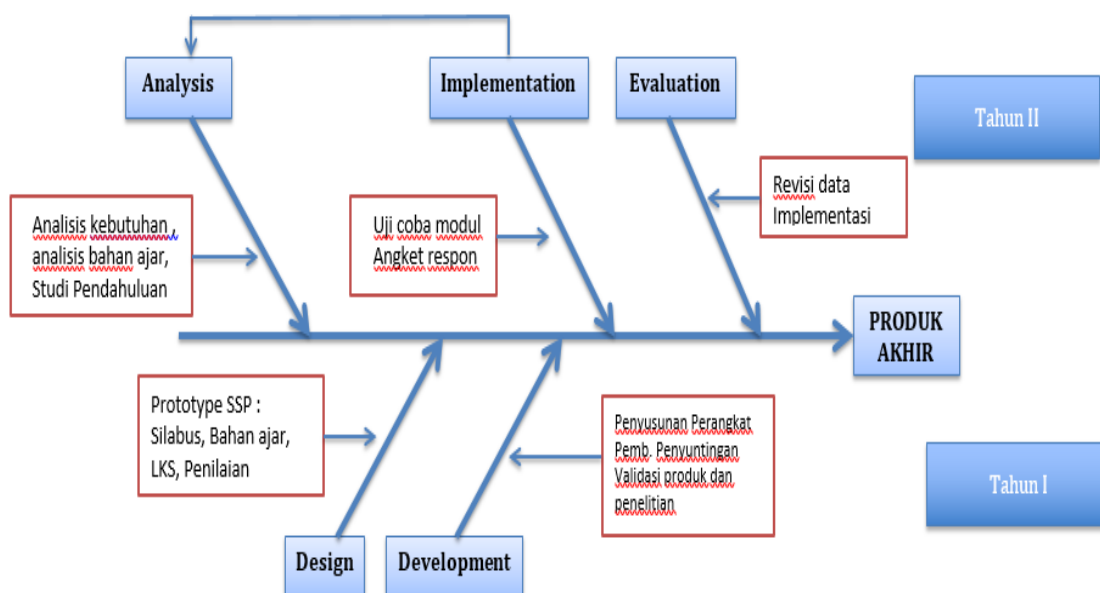 Analysis
Implementation
Evaluation
Tahun II
Revisi data
Implementasi
Analisis kebutuhan ,
analisis bahan ajar,
Studi Pendahuluan
Uji coba modul
Angket respon
PRODUK
AKHIR
Prototype SSP :
Silabus, Bahan ajar,
LKS, Penilaian
Penyusunan Perangkat
Pemb. Penyuntingan
Validasi produk dan
penelitian
Tahun I
Design
Development